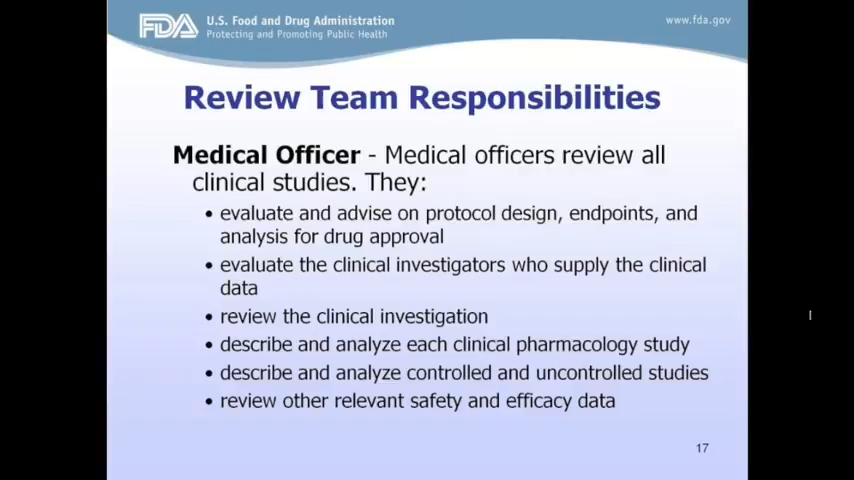 FDA U.S. Food and Drug Administration
Protecting and Promoting Public Health
www.fda.gov
Review Team Responsibilities
Medical Officer - Medical officers review all
clinical studies. They:
• evaluate and advise on protocol design, endpoints, and
analysis for drug approval
• evaluate the clinical investigators who supply the clinical
data
• review the clinical investigation
• describe and analyze each clinical pharmacology study
• describe and analyze controlled and uncontrolled studies
• review other relevant safety and efficacy data
17